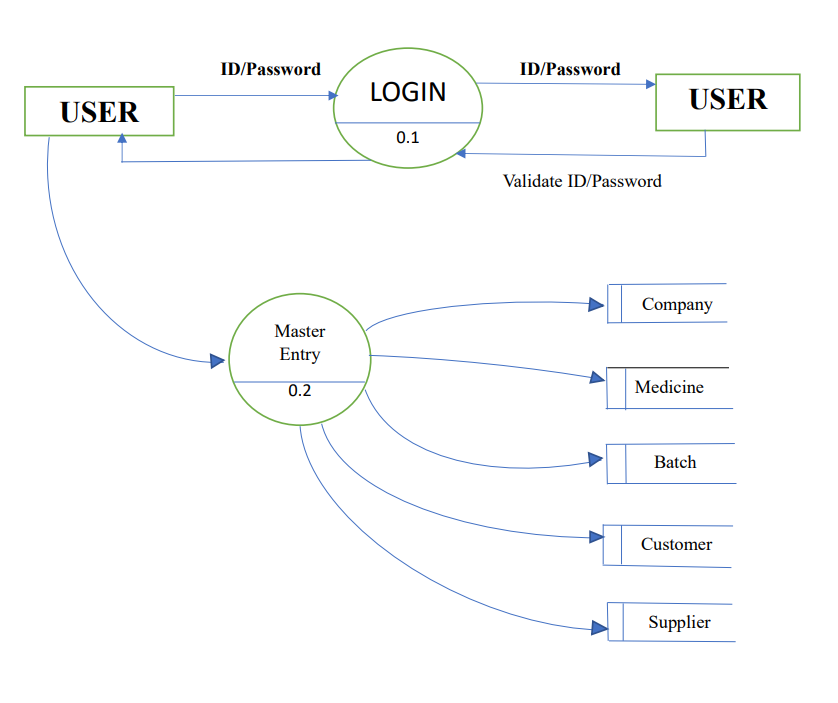 ID/Password
ID/Password
USER
LOGIN
USER
0.1
Validate ID/Password
Master
Entry
0.2
Company
Medicine
Batch
Customer
Supplier